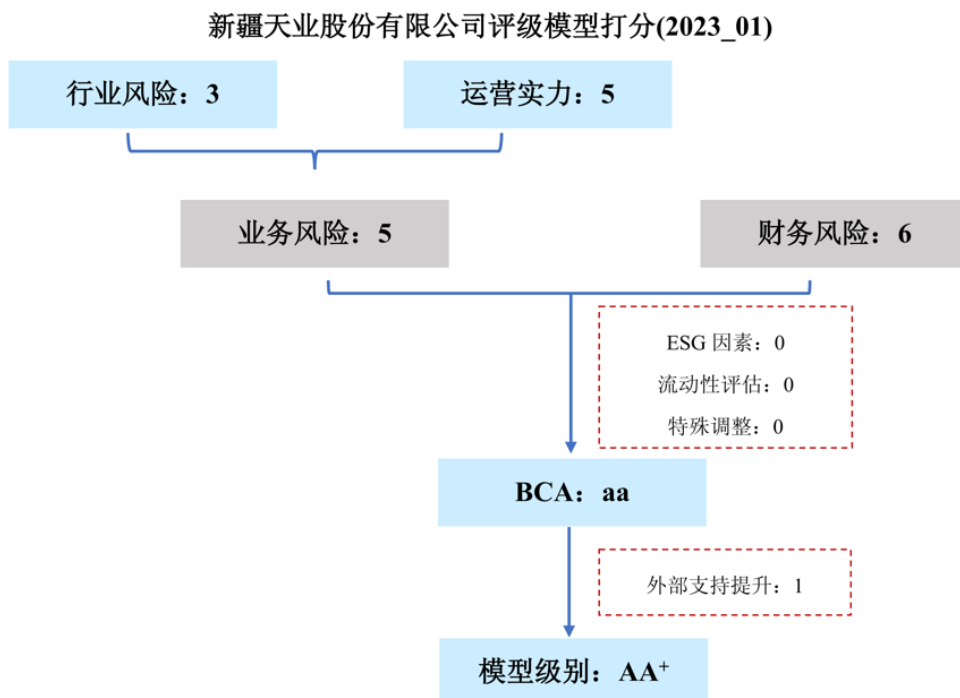 新疆天业股份有限公司评级模型打分(2023_01)
行业风险：3
运营实力：5
业务风险：5
财务风险：6
ESG 因素：0
流动性评估：0
特殊调整：0
BCA：aa
外部支持提升：1
模型级别：AA⁺